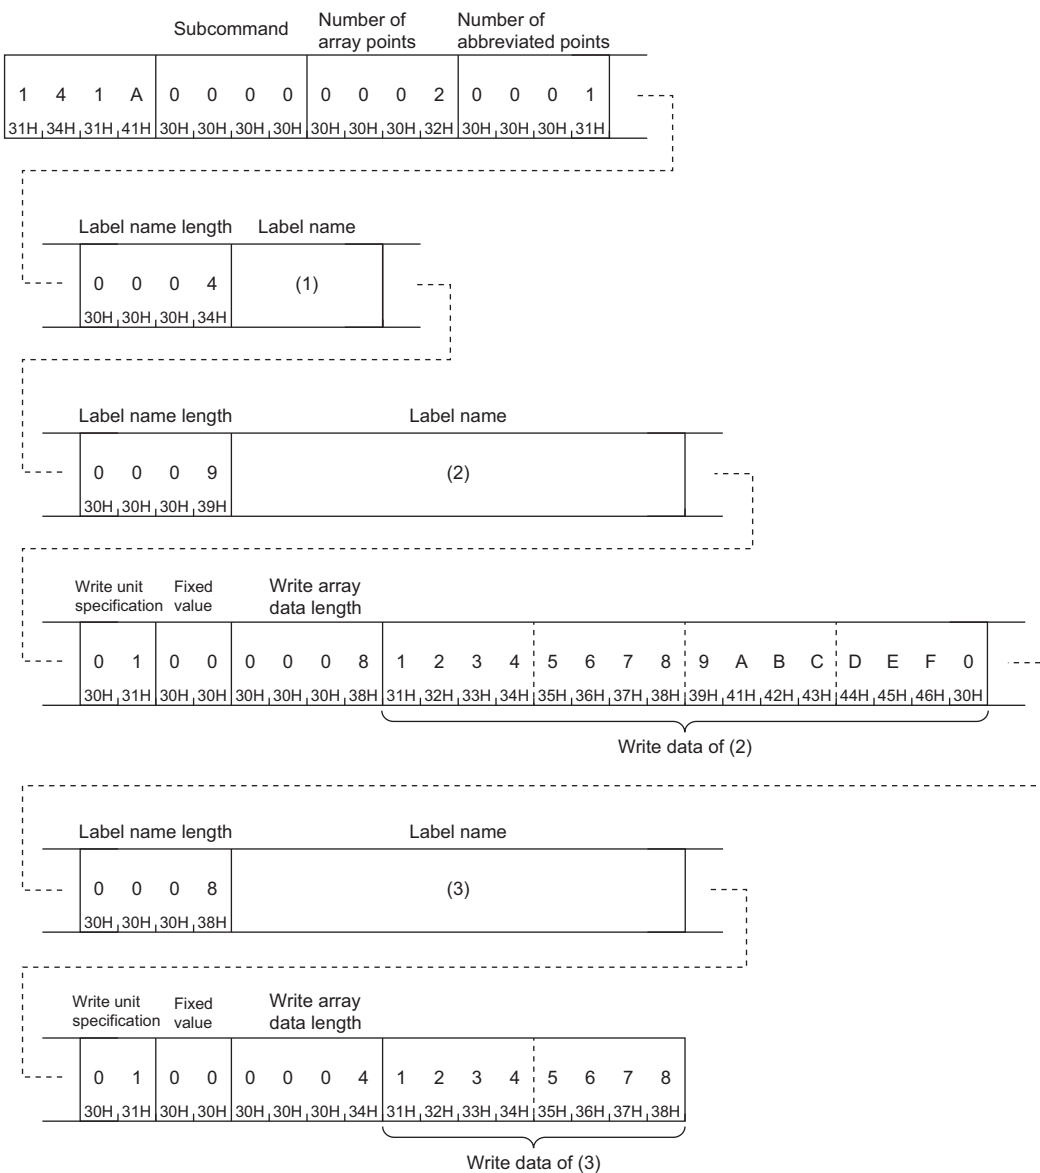 Subcommand
Number of
array points
Number of
abbreviated points
1 4 1 A 0 0 0 0 0 0 0 2 0 0 0 1
31H 34H 31H 41H 30H 30H 30H 30H 30H 30H 30H 32H 30H 30H 30H 31H
Label name length Label name
0 0 0 4 (1)
30H 30H 30H 34H
Label name length Label name
0 0 0 9 (2)
30H 30H 30H 39H
Write unit
specification
Fixed
value
Write array
data length
0 1 0 0 0 0 0 8 1 2 3 4 5 6 7 8 9 A B C D E F 0
30H 31H 30H 30H 30H 30H 30H 38H 31H 32H 33H 34H 35H 36H 37H 38H 39H 41H 42H 43H 44H 45H 46H 30H
Write data of (2)
Label name length Label name
0 0 0 8 (3)
30H 30H 30H 38H
Write unit
specification
Fixed
value
Write array
data length
0 1 0 0 0 0 0 4 1 2 3 4 5 6 7 8
30H 31H 30H 30H 30H 30H 30H 34H 31H 32H 33H 34H 35H 36H 37H 38H
Write data of (3)